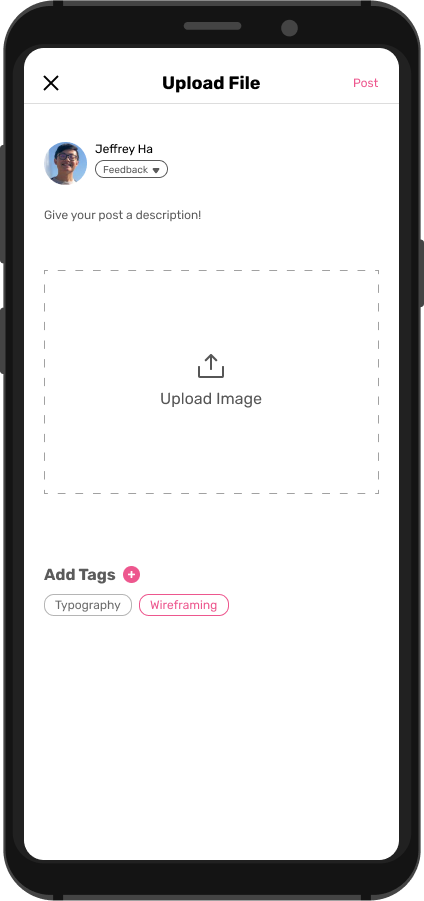 Upload File
Post
Jeffrey Ha
Feedback
Give your post a description!
Upload Image
Add Tags
Typography
Wireframing